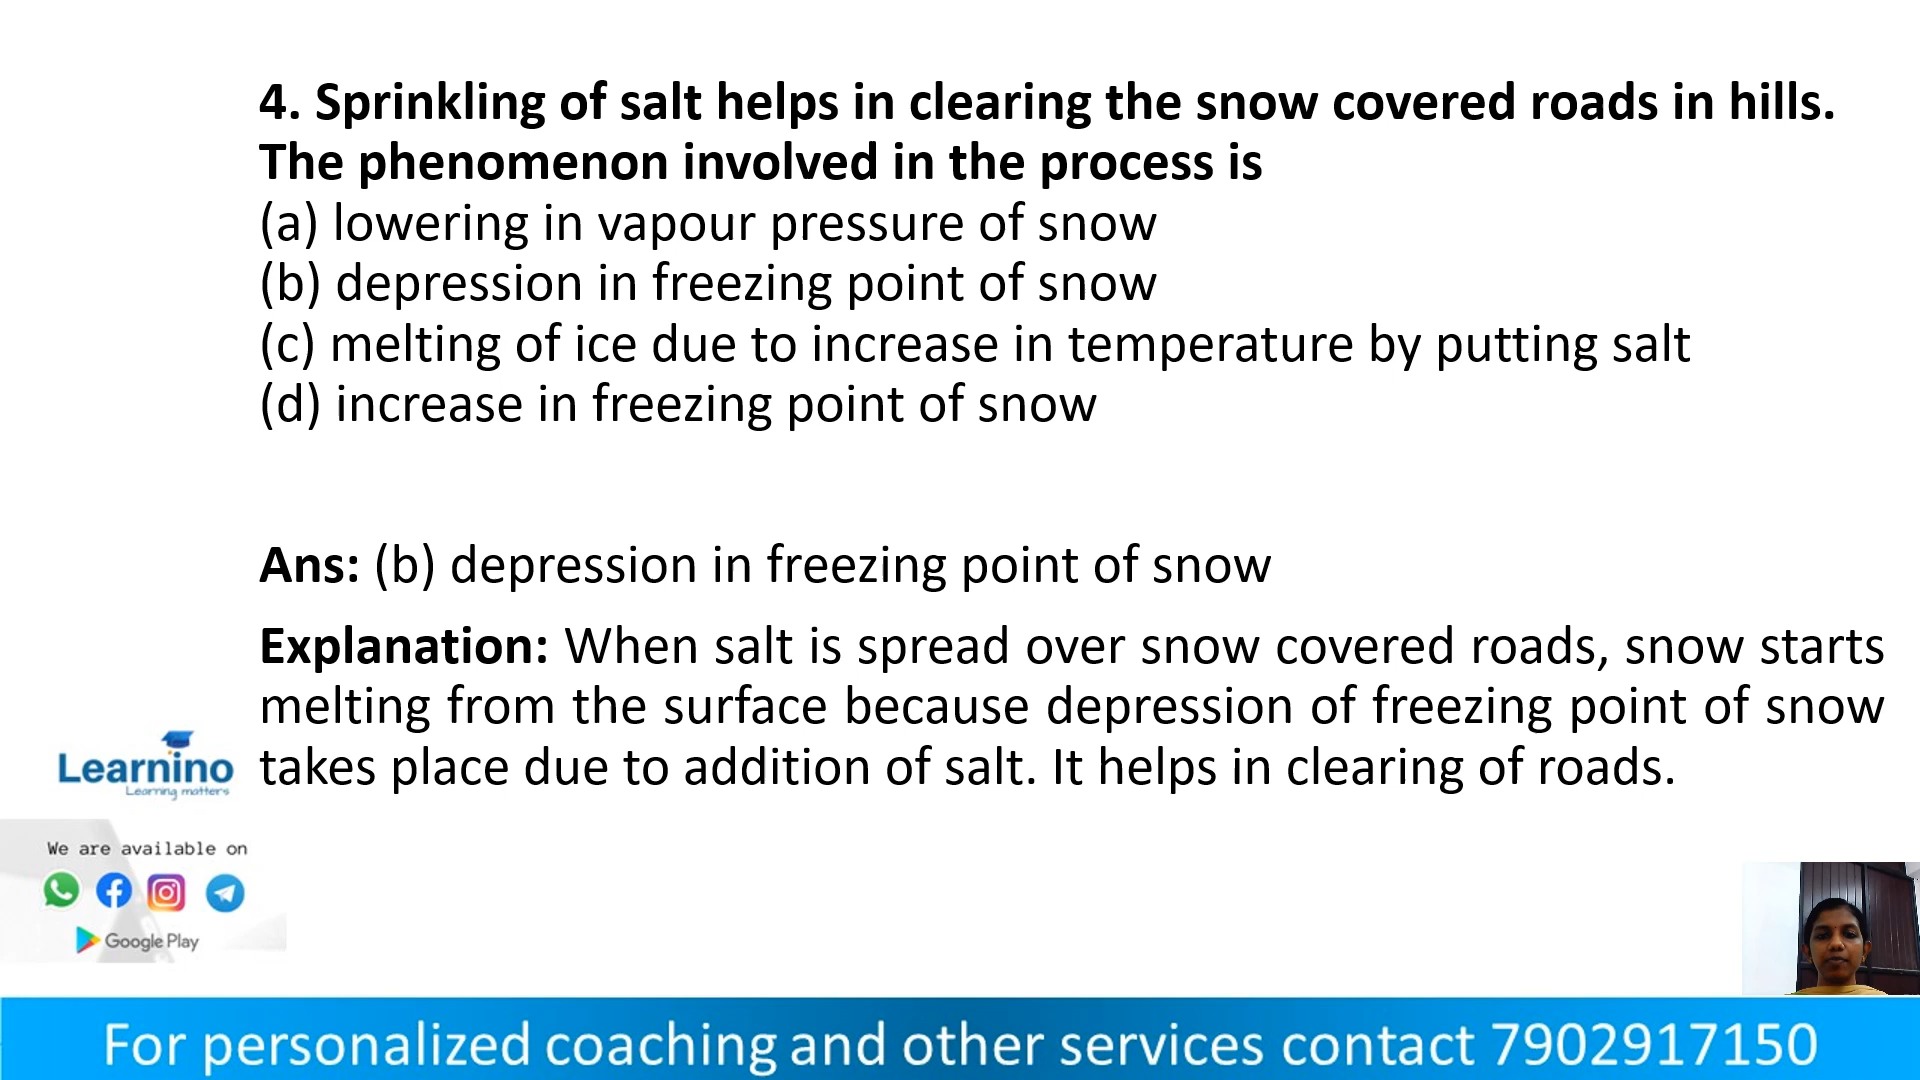 4. Sprinkling of salt helps in clearing the snow covered roads in hills.
The phenomenon involved in the process is
(a) lowering in vapour pressure of snow
(b) depression in freezing point of snow
(c) melting of ice due to increase in temperature by putting salt
(d) increase in freezing point of snow
Ans: (b) depression in freezing point of snow
Explanation: When salt is spread over snow covered roads, snow starts
melting from the surface because depression of freezing point of snow
takes place due to addition of salt. It helps in clearing of roads.
Learnino
Learning matters
We are available on
Google Play
For personalized coaching and other services contact 7902917150